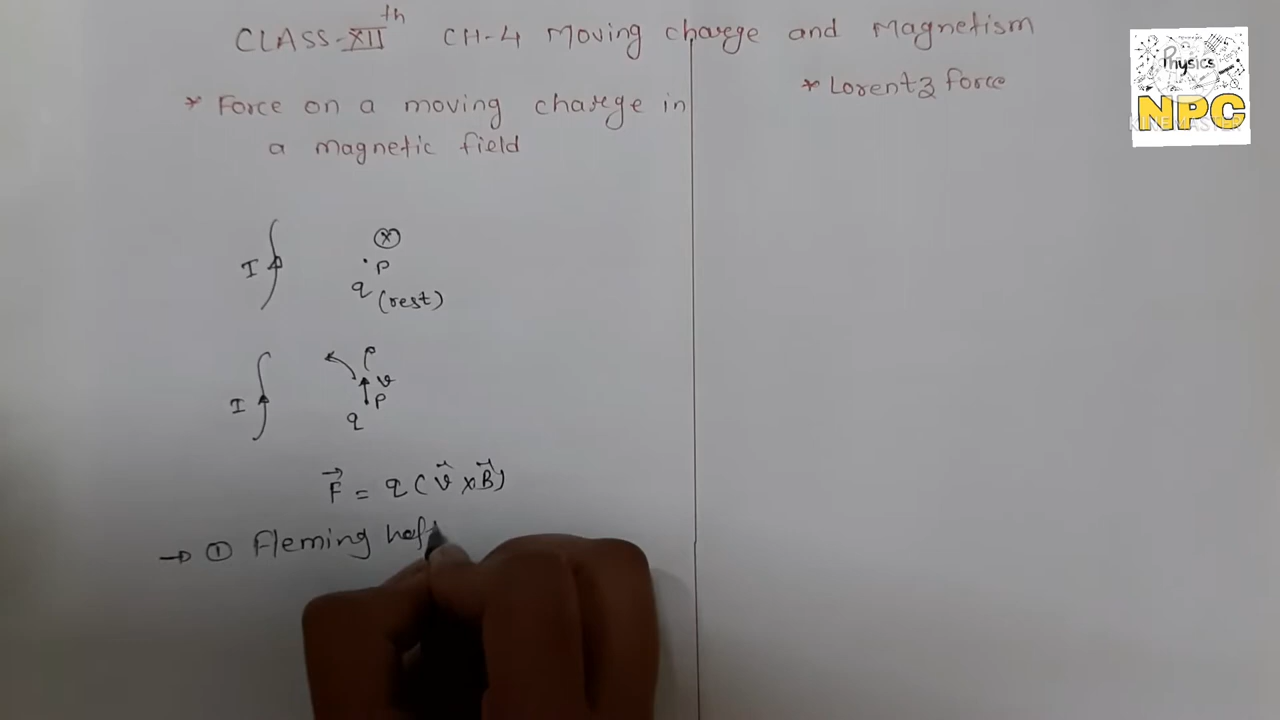 CLASS-XIIth CH-4 Moving charge and Magnetism
* Force on a moving charge in
a magnetic field
* Lorentz force
Physics
NPC
KINEMASTER
I
(x)
P
q (rest)
I
P
v
P
q
F⃗ = q(v⃗ × B⃗)
→ ① Fleming